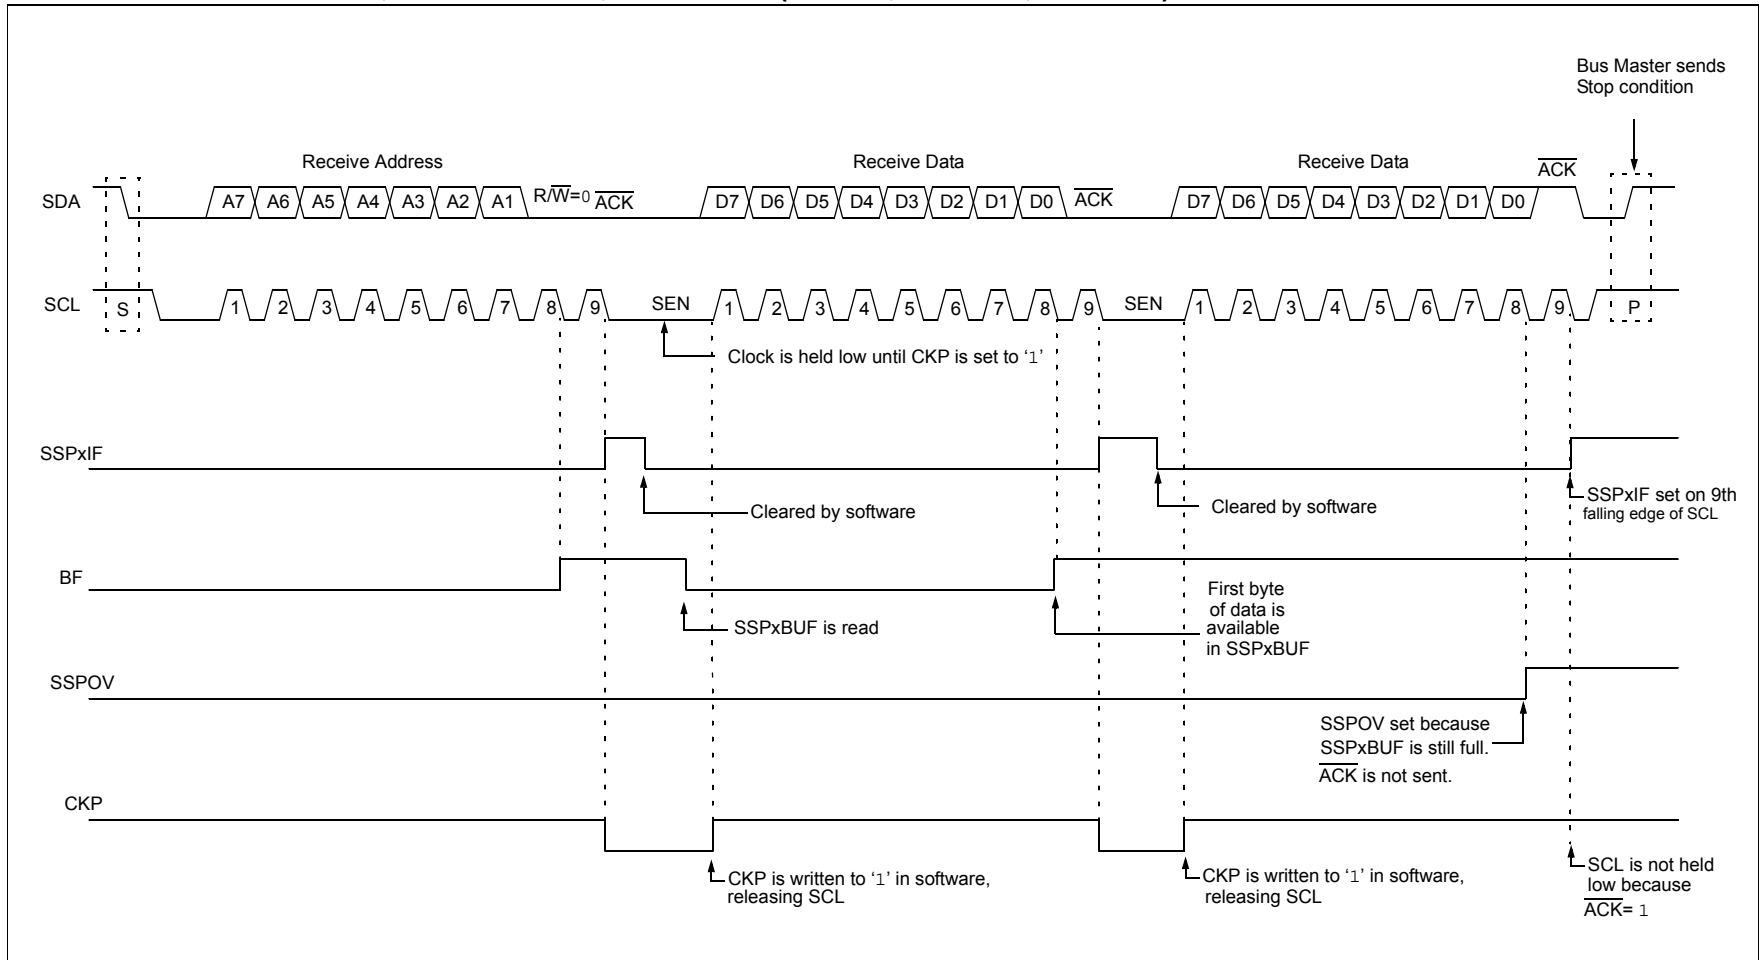 Bus Master sends
Stop condition
Receive Address
Receive Data
Receive Data
ACK
SDA
A7 A6 A5 A4 A3 A2 A1 R/W=0 ACK
D7 D6 D5 D4 D3 D2 D1 D0 ACK
D7 D6 D5 D4 D3 D2 D1 D0
SCL
S 1 2 3 4 5 6 7 8 9 SEN 1 2 3 4 5 6 7 8 9 SEN 1 2 3 4 5 6 7 8 9 P
Clock is held low until CKP is set to ‘1’
SSPxIF
Cleared by software
Cleared by software
SSPxIF set on 9th
falling edge of SCL
BF
SSPxBUF is read
First byte
of data is
available
in SSPxBUF
SSPOV
SSPOV set because
SSPxBUF is still full.
ACK is not sent.
CKP
CKP is written to ‘1’ in software,
releasing SCL
CKP is written to ‘1’ in software,
releasing SCL
SCL is not held
low because
ACK= 1